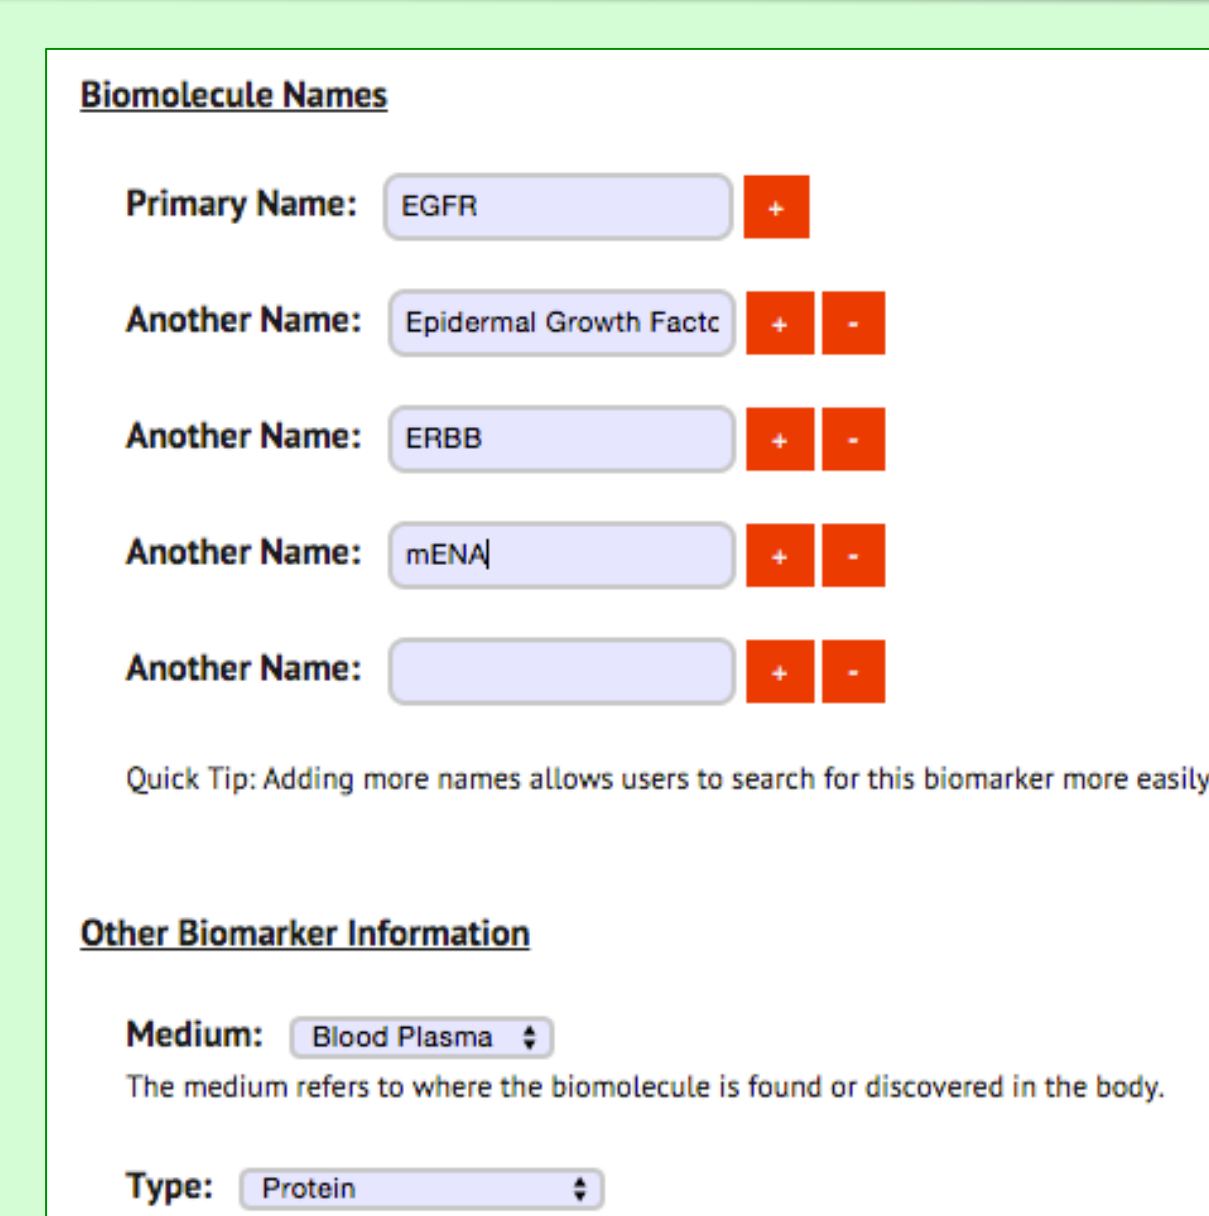 Biomolecule Names
Primary Name: EGFR +
Another Name: Epidermal Growth Factc + -
Another Name: ERBB + -
Another Name: mENA + -
Another Name: + -
Quick Tip: Adding more names allows users to search for this biomarker more easily
Other Biomarker Information
Medium: Blood Plasma
The medium refers to where the biomolecule is found or discovered in the body.
Type: Protein